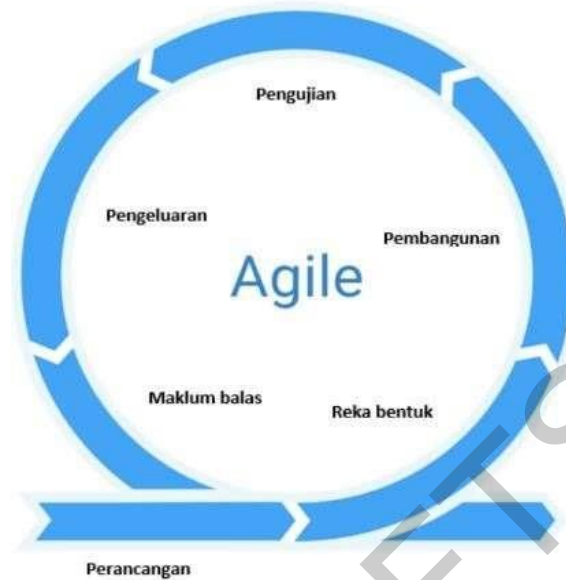 Pengujian
Pengeluaran
Pembangunan
Agile
Maklum balas
Reka bentuk
Perancangan